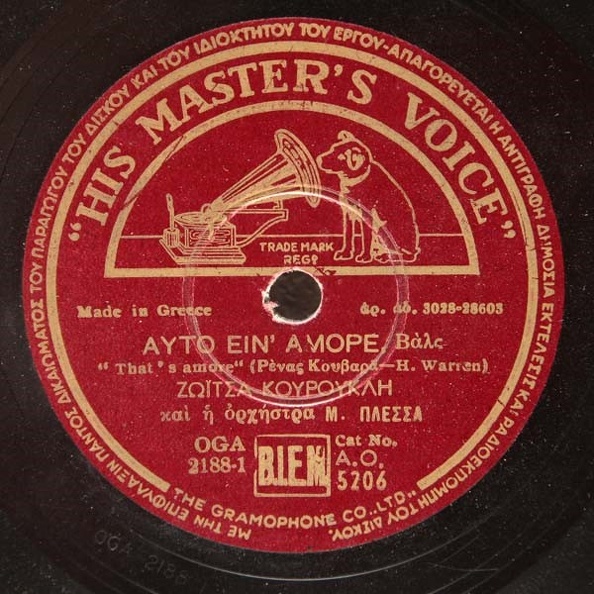 ΜΕ ΤΗΝ ΕΠΙΦΥΛΑΞΙΝ ΠΑΝΤΟΣ ΔΙΚΑΙΩΜΑΤΟΣ ΤΟΥ ΠΑΡΑΓΩΓΟΥ ΤΟΥ ΔΙΣΚΟΥ ΚΑΙ ΤΟΥ ΙΔΙΟΚΤΗΤΟΥ ΤΟΥ ΕΡΓΟΥ-ΑΠΑΓΟΡΕΥΕΤΑΙ Η ΑΝΤΙΓΡΑΦΗ ΔΗΜΟΣΙΑ ΕΚΤΕΛΕΣΙΣ ΚΑΙ ΡΑΔΙΟΕΚΠΟΜΠΗ ΤΟΥ ΔΙΣΚΟΥ.
"HIS MASTER'S VOICE"
TRADE MARK
REGD
Made in Greece
ἀρ. ἀδ. 3028-28603
ΑΥΤΟ ΕΙΝ' ΑΜΟΡΕ, Βὰλς
"That's amore" (Ρένας Κουβαρᾶ—H. Warren)
ΖΩΪΤΣΑ ΚΟΥΡΟΥΚΛΗ
καὶ ἡ ὀρχήστρα Μ. ΠΛΕΣΣΑ
OGA
2188-1
B.I.E.M
Cat No.
A.O.
5206
THE GRAMOPHONE CO., LTD.
OGA 2188